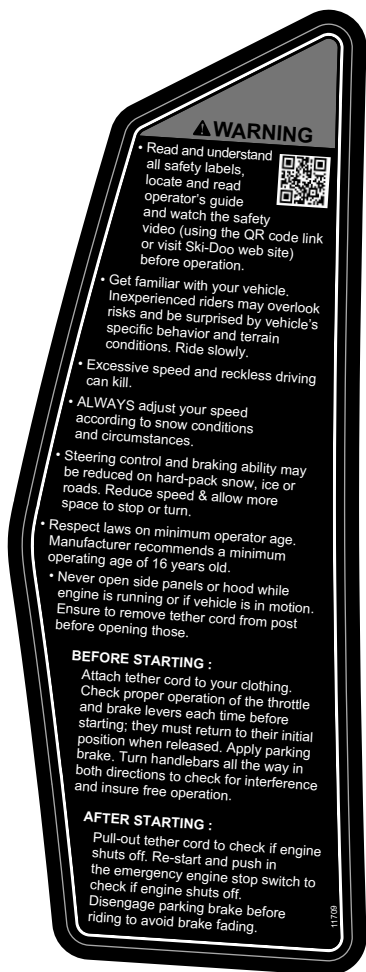 ⚠WARNING
• Read and understand
all safety labels,
locate and read
operator's guide
and watch the safety
video (using the QR code link
or visit Ski-Doo web site)
before operation.
• Get familiar with your vehicle.
Inexperienced riders may overlook
risks and be surprised by vehicle's
specific behavior and terrain
conditions. Ride slowly.
• Excessive speed and reckless driving
can kill.
• ALWAYS adjust your speed
according to snow conditions
and circumstances.
• Steering control and braking ability may
be reduced on hard-pack snow, ice or
roads. Reduce speed & allow more
space to stop or turn.
• Respect laws on minimum operator age.
Manufacturer recommends a minimum
operating age of 16 years old.
• Never open side panels or hood while
engine is running or if vehicle is in motion.
Ensure to remove tether cord from post
before opening those.
BEFORE STARTING :
Attach tether cord to your clothing.
Check proper operation of the throttle
and brake levers each time before
starting; they must return to their initial
position when released. Apply parking
brake. Turn handlebars all the way in
both directions to check for interference
and insure free operation.
AFTER STARTING :
Pull-out tether cord to check if engine
shuts off. Re-start and push in
the emergency engine stop switch to
check if engine shuts off.
Disengage parking brake before
riding to avoid brake fading.
11709